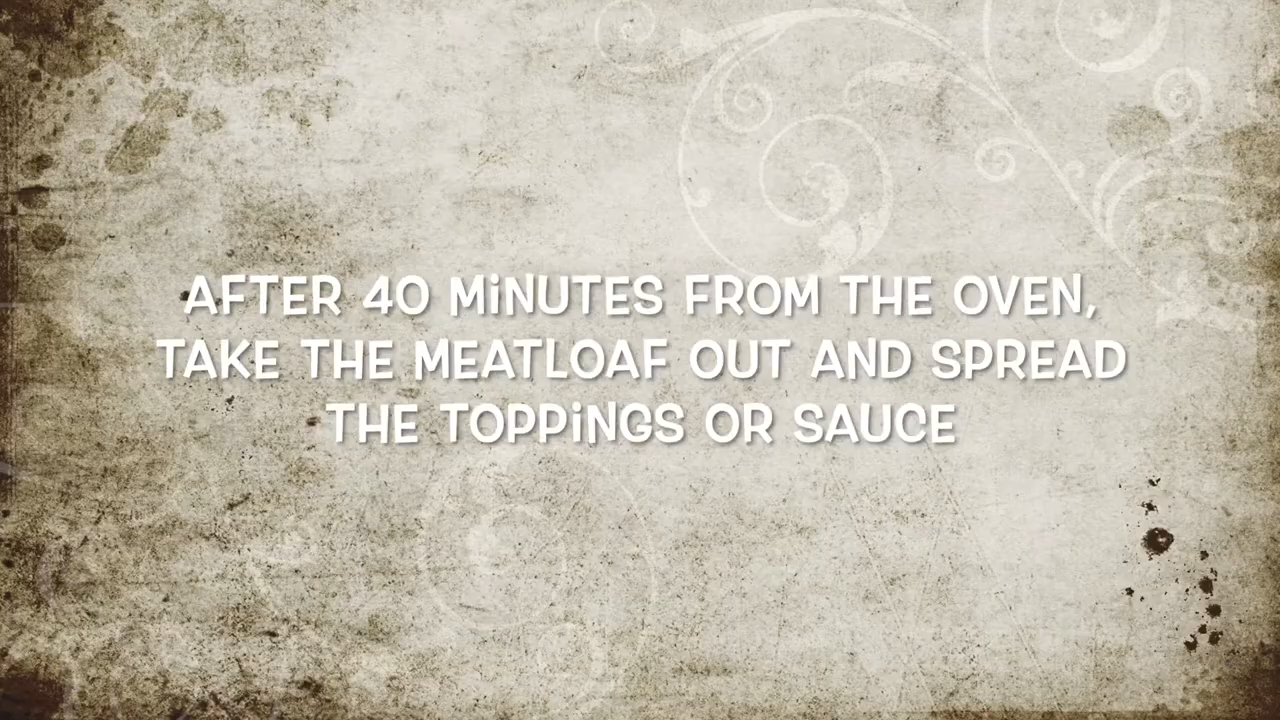 AFTER 40 MiNUTES FROM THE OVEN,
TAKE THE MEATLOAF OUT AND SPREAD
THE TOPPiNGS OR SAUCE